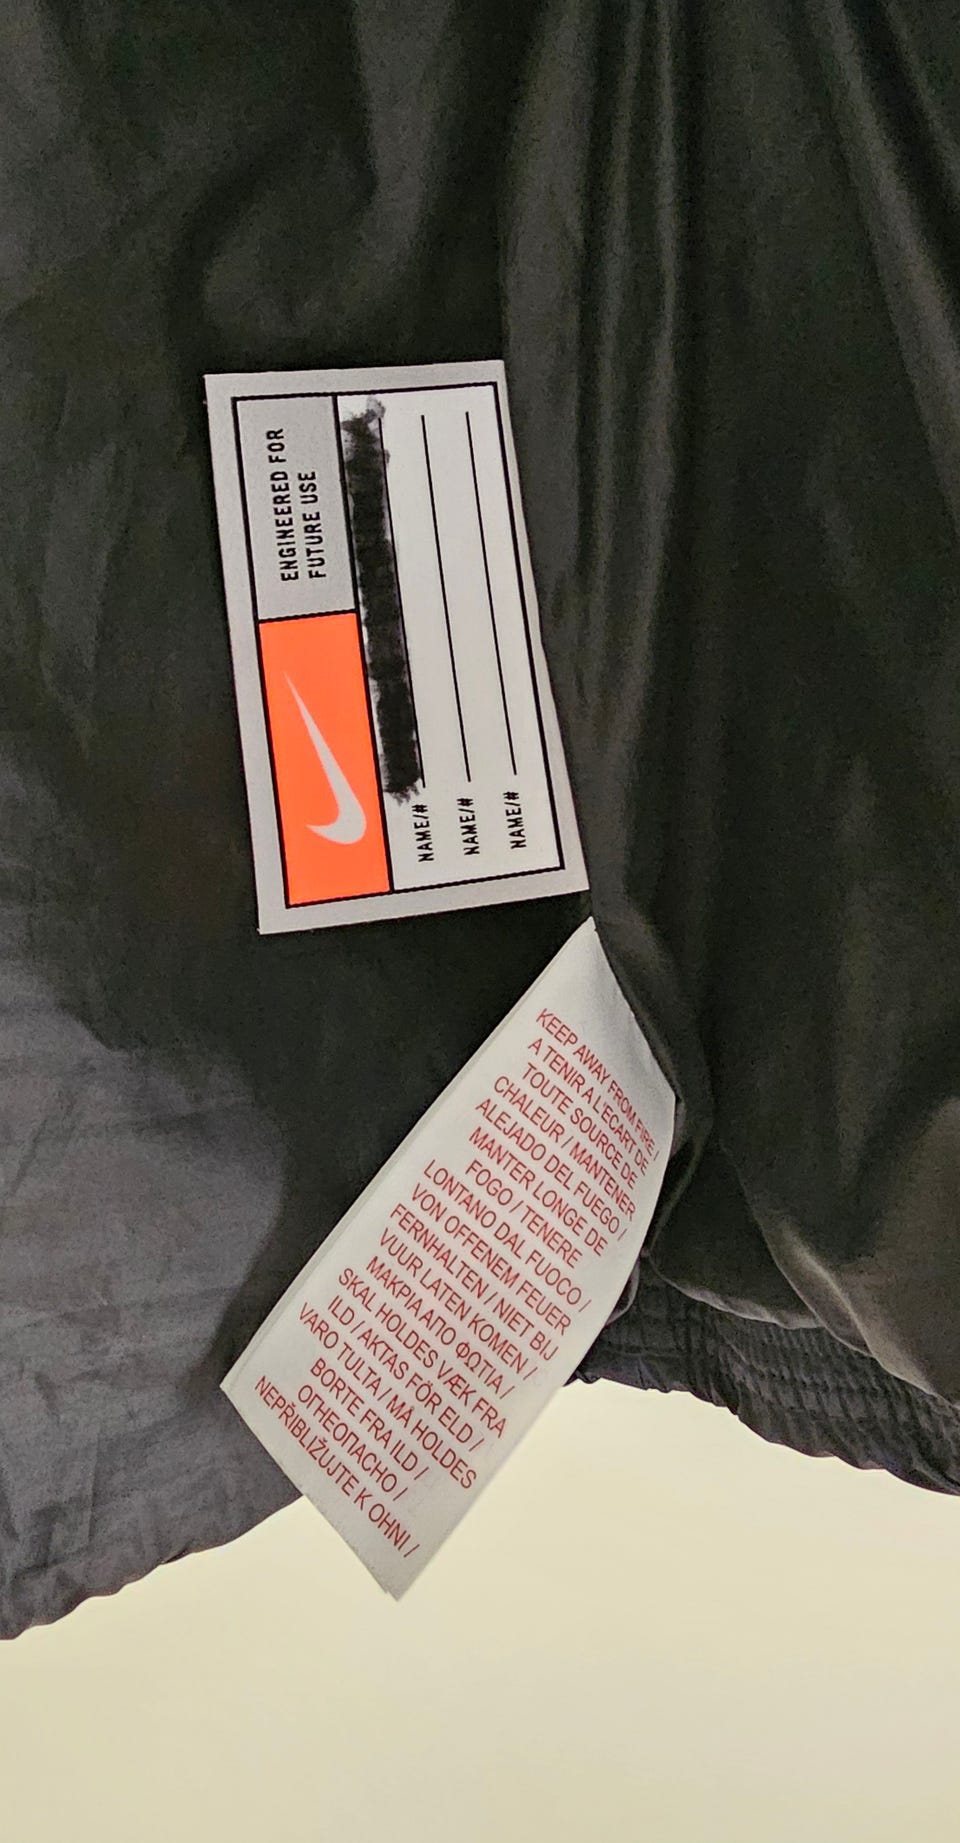 ENGINEERED FOR
FUTURE USE
NAME/#
NAME/#
NAME/#
KEEP AWAY FROM FIRE /
A TENIR A L'ECART DE
TOUTE SOURCE DE
CHALEUR / MANTENER
ALEJADO DEL FUEGO /
MANTER LONGE DE
FOGO / TENERE
LONTANO DAL FUOCO /
VON OFFENEM FEUER
FERNHALTEN / NIET BIJ
VUUR LATEN KOMEN /
ΜΑΚΡΙΑ ΑΠΟ ΦΩΤΙΑ /
SKAL HOLDES VÆK FRA
ILD / AKTAS FÖR ELD /
VARO TULTA / MÅ HOLDES
BORTE FRA ILD /
ОГНЕОПАСНО /
NEPŘIBLIŽUJTE K OHNI /